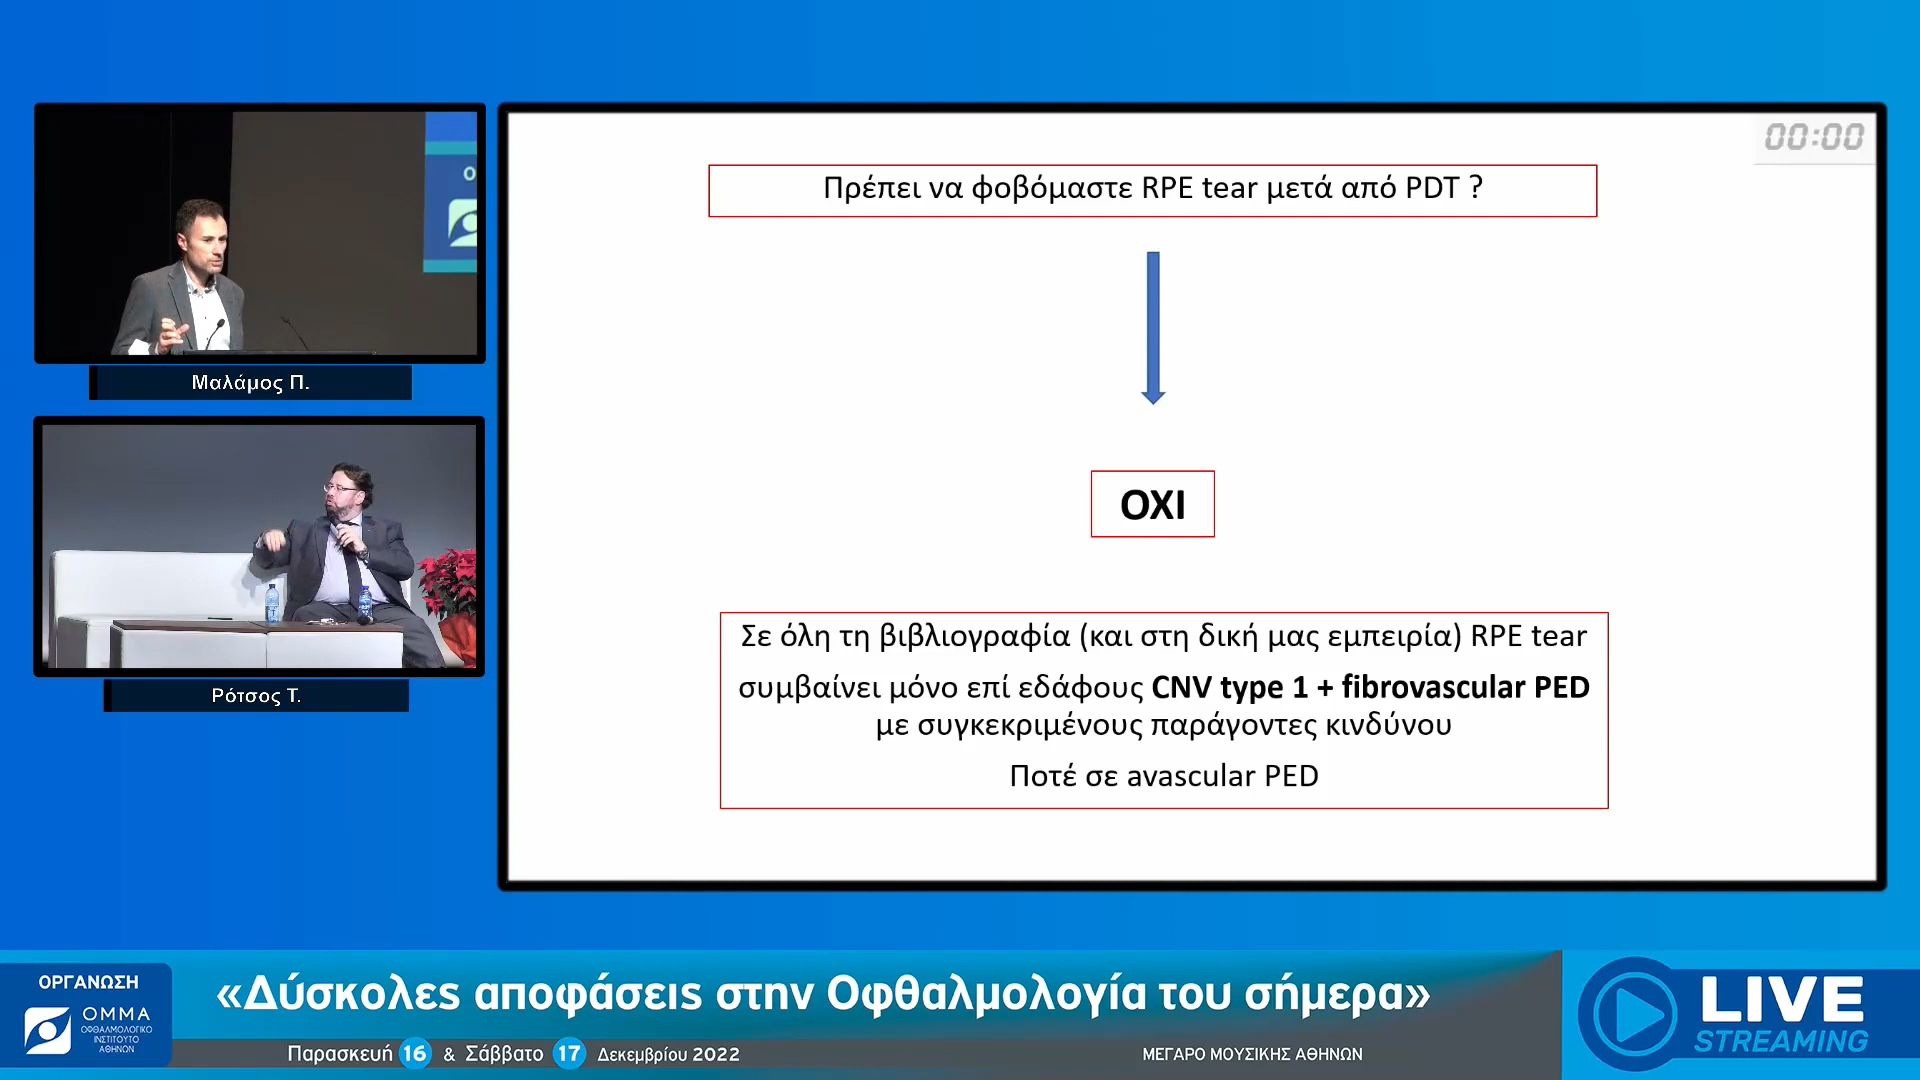 00:00
Πρέπει να φοβόμαστε RPE tear μετά από PDT ?
ΟΧΙ
Σε όλη τη βιβλιογραφία (και στη δική μας εμπειρία) RPE tear
συμβαίνει μόνο επί εδάφους CNV type 1 + fibrovascular PED
με συγκεκριμένους παράγοντες κινδύνου
Ποτέ σε avascular PED
Μαλάμος Π.
Ρότσος Τ.
ΟΡΓΑΝΩΣΗ
ΟΜΜΑ
ΟΦΘΑΛΜΟΛΟΓΙΚΟ
ΙΝΣΤΙΤΟΥΤΟ
ΑΘΗΝΩΝ
«Δύσκολες αποφάσεις στην Οφθαλμολογία του σήμερα»
Παρασκευή 16 & Σάββατο 17 Δεκεμβρίου 2022
ΜΕΓΑΡΟ ΜΟΥΣΙΚΗΣ ΑΘΗΝΩΝ
LIVE
STREAMING